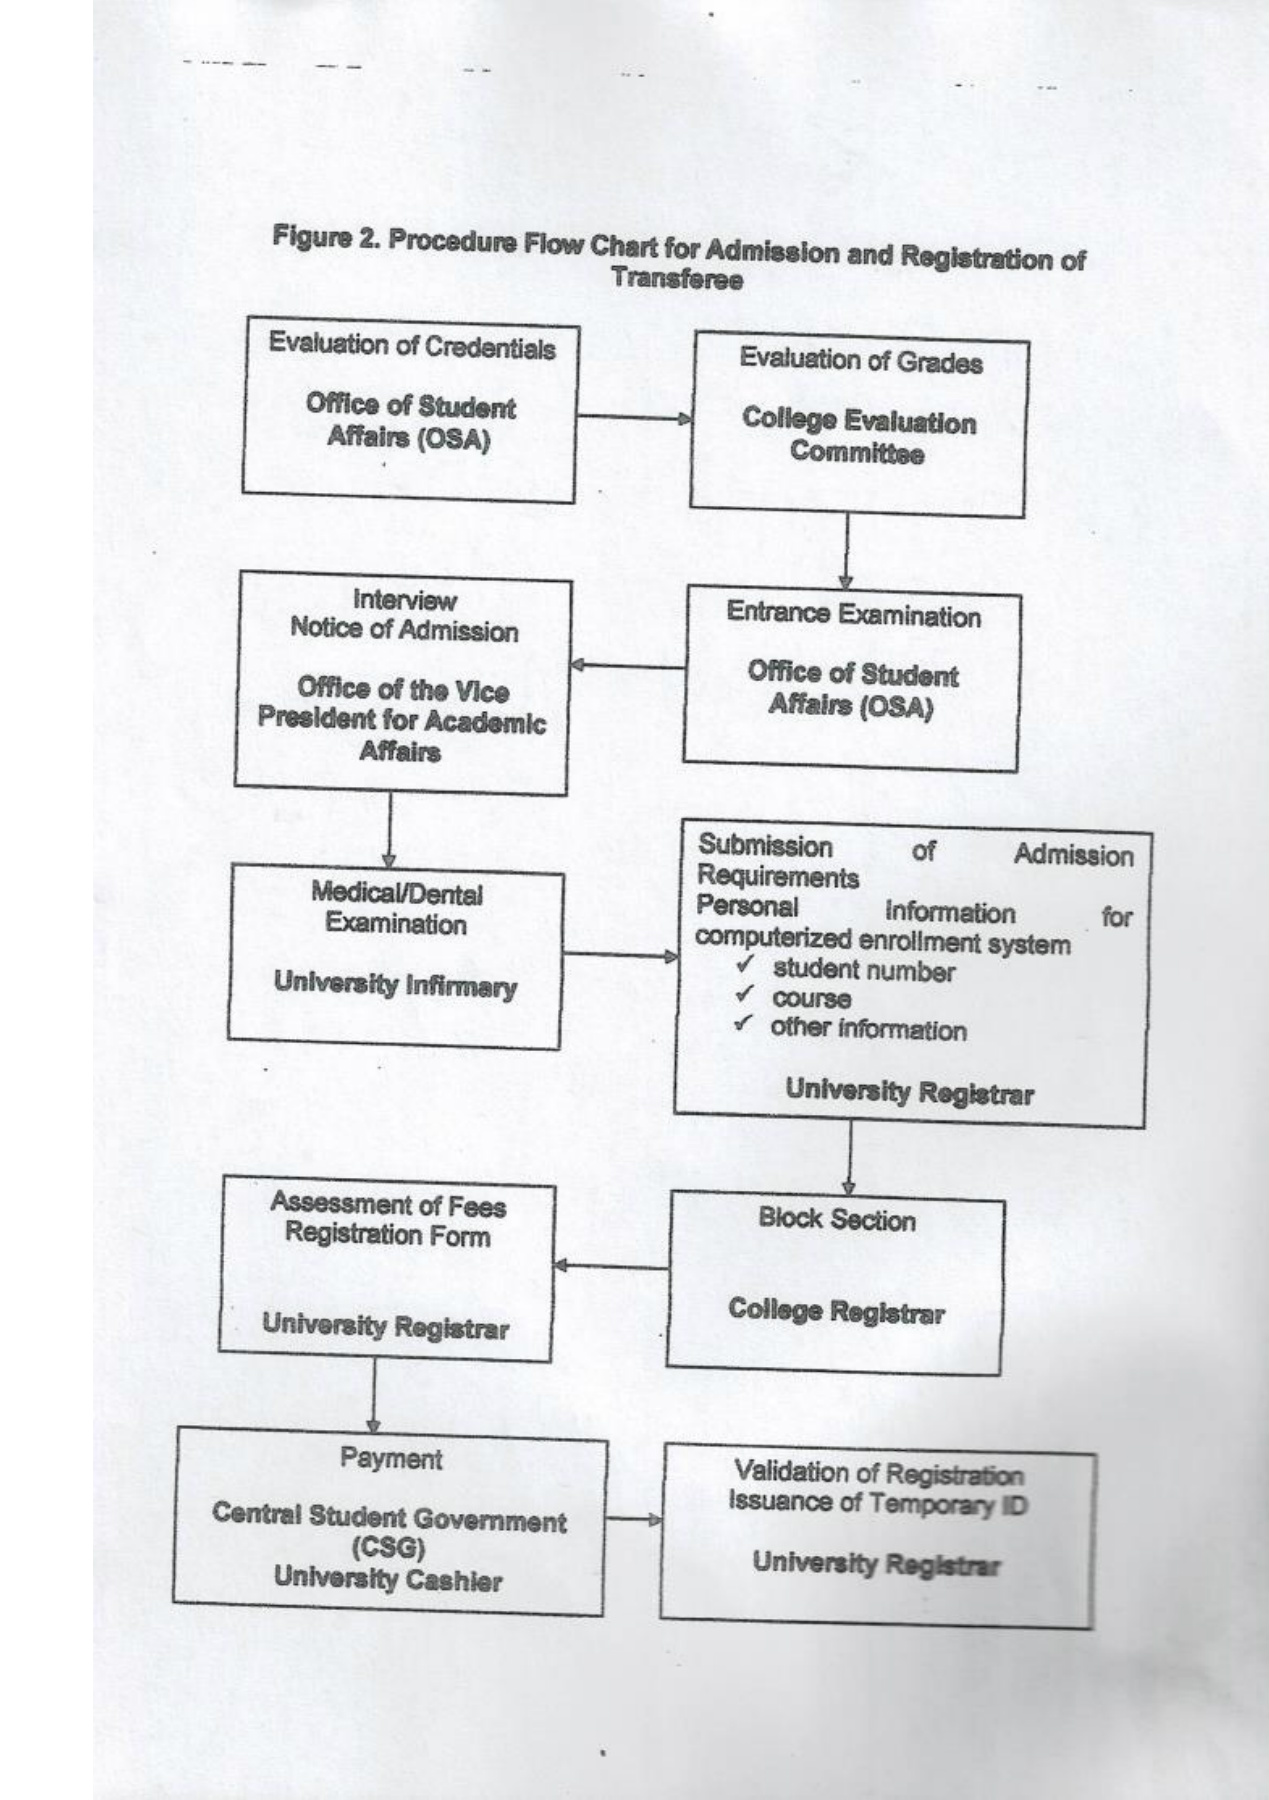 Figure 2. Procedure Flow Chart for Admission and Registration of
Transferee
Evaluation of Credentials
Office of Student
Affairs (OSA)
Evaluation of Grades
College Evaluation
Committee
Entrance Examination
Office of Student
Affairs (OSA)
Interview
Notice of Admission
Office of the Vice
President for Academic
Affairs
Medical/Dental
Examination
University Infirmary
Submission of Admission
Requirements
Personal Information for
computerized enrollment system
✓ student number
✓ course
✓ other information
University Registrar
Block Section
College Registrar
Assessment of Fees
Registration Form
University Registrar
Payment
Central Student Government
(CSG)
University Cashier
Validation of Registration
Issuance of Temporary ID
University Registrar